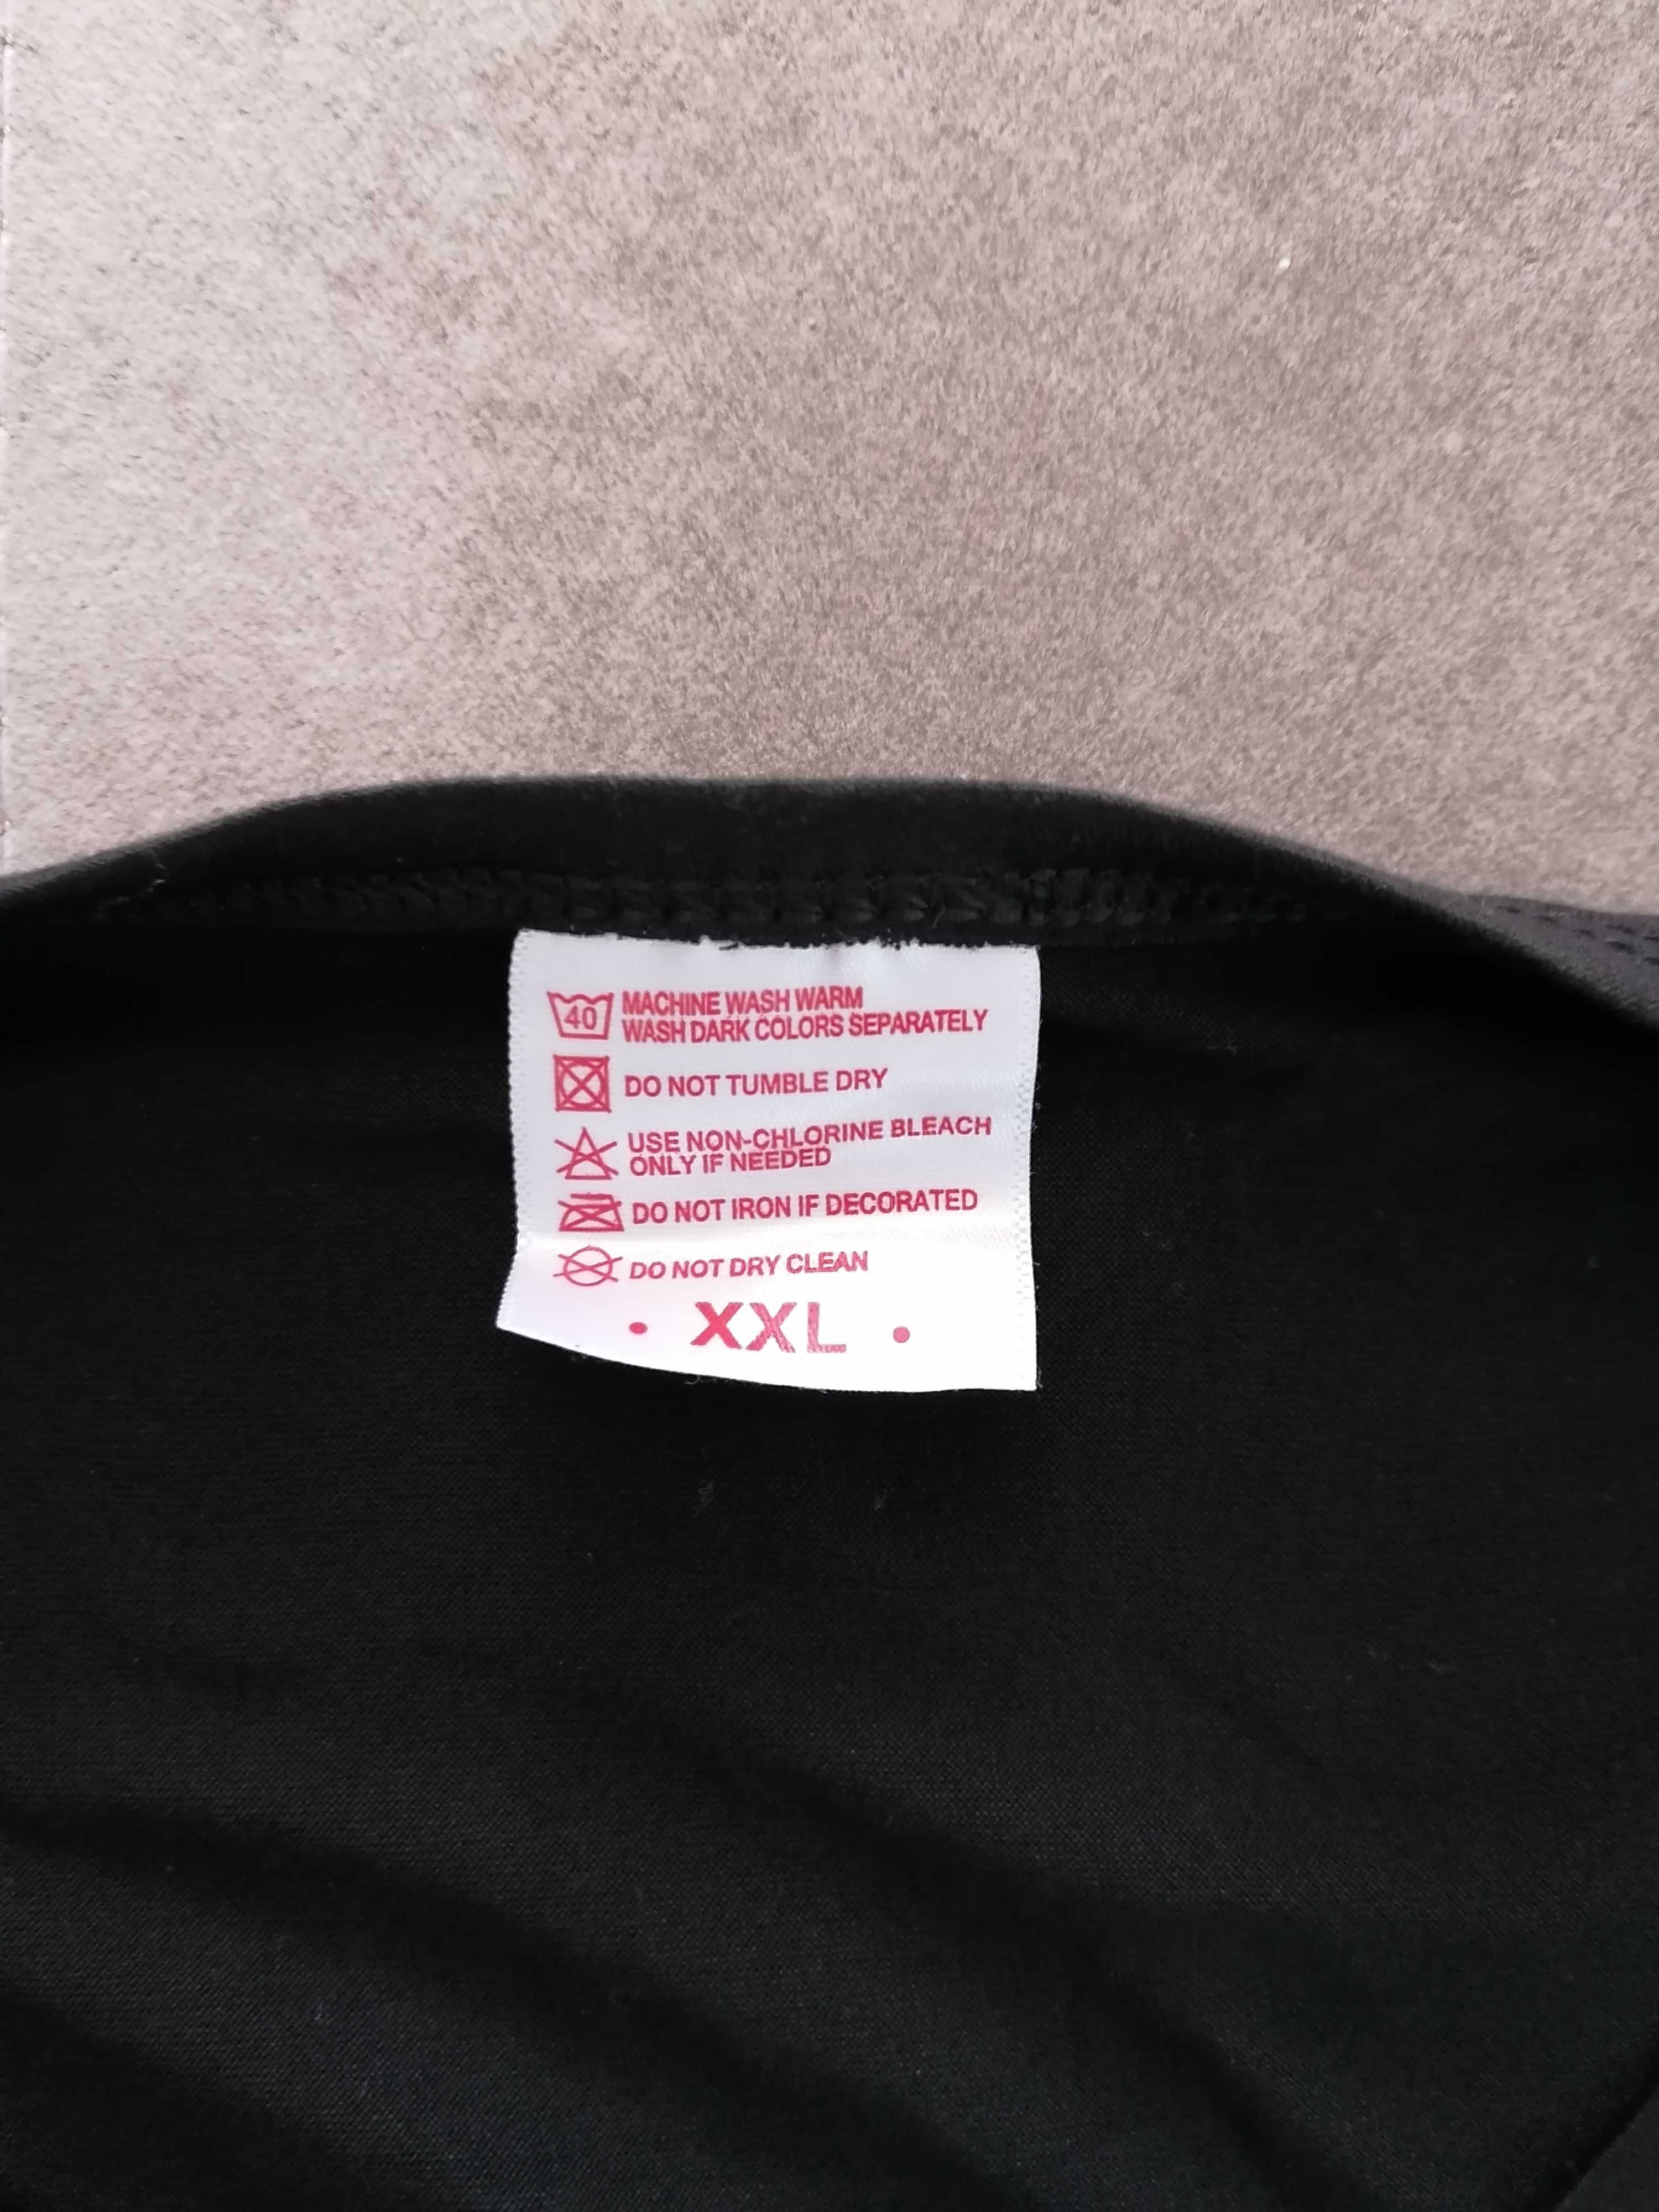 40 MACHINE WASH WARM
WASH DARK COLORS SEPARATELY
DO NOT TUMBLE DRY
USE NON-CHLORINE BLEACH
ONLY IF NEEDED
DO NOT IRON IF DECORATED
DO NOT DRY CLEAN
• XXL •